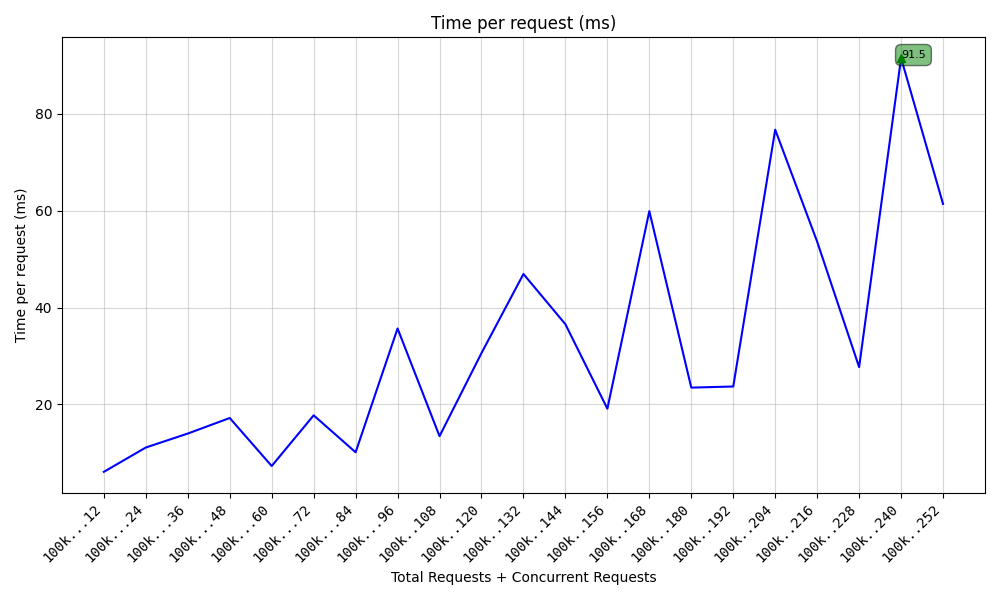 Time per request (ms)
91.5
Time per request (ms)
80
60
40
20
100k...12
100k...24
100k...36
100k...48
100k...60
100k...72
100k...84
100k...96
100k..108
100k..120
100k..132
100k..144
100k..156
100k..168
100k..180
100k..192
100k..204
100k..216
100k..228
100k..240
100k..252
Total Requests + Concurrent Requests